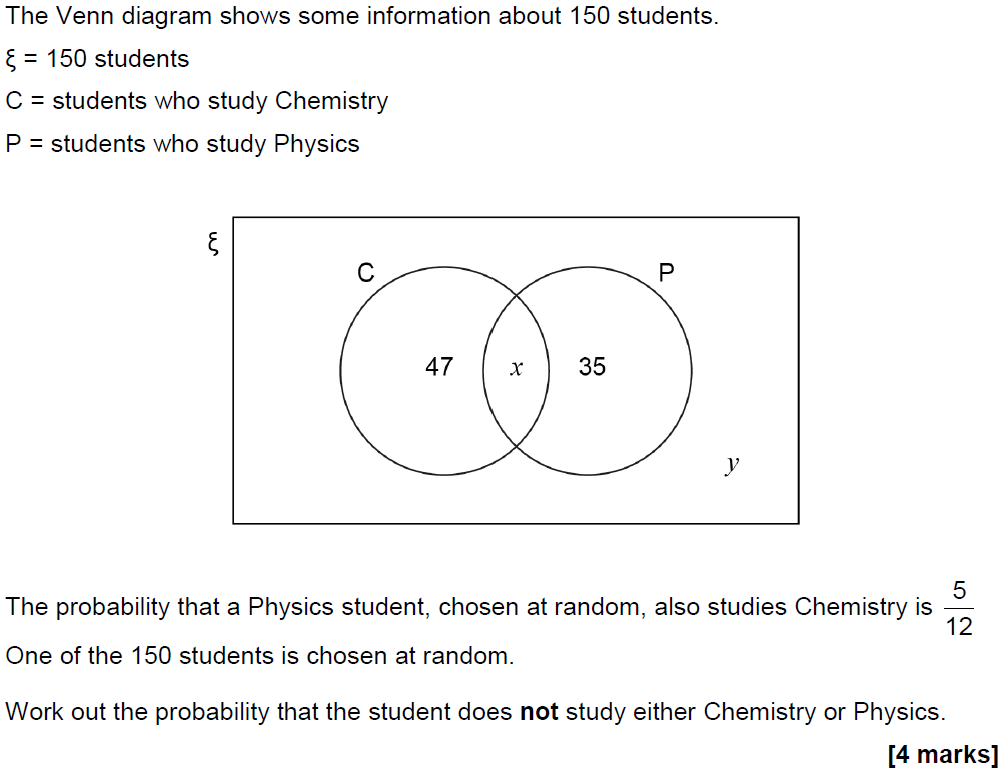 The Venn diagram shows some information about 150 students.
ξ = 150 students
C = students who study Chemistry
P = students who study Physics
ξ
C
P
47
x
35
y
The probability that a Physics student, chosen at random, also studies Chemistry is 5/12
One of the 150 students is chosen at random.
Work out the probability that the student does not study either Chemistry or Physics.
[4 marks]